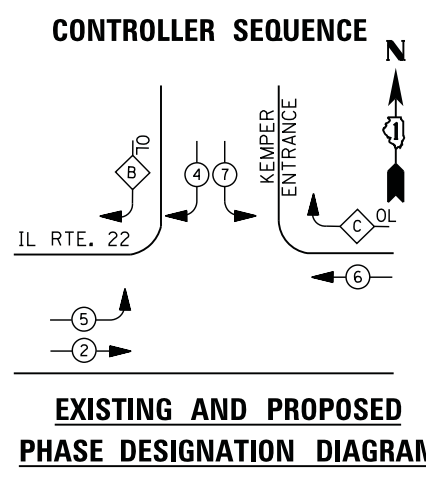 CONTROLLER SEQUENCE
N
1
KEMPER
ENTRANCE
OL
B
4
7
C
OL
IL RTE. 22
6
5
2
EXISTING AND PROPOSED
PHASE DESIGNATION DIAGRAM